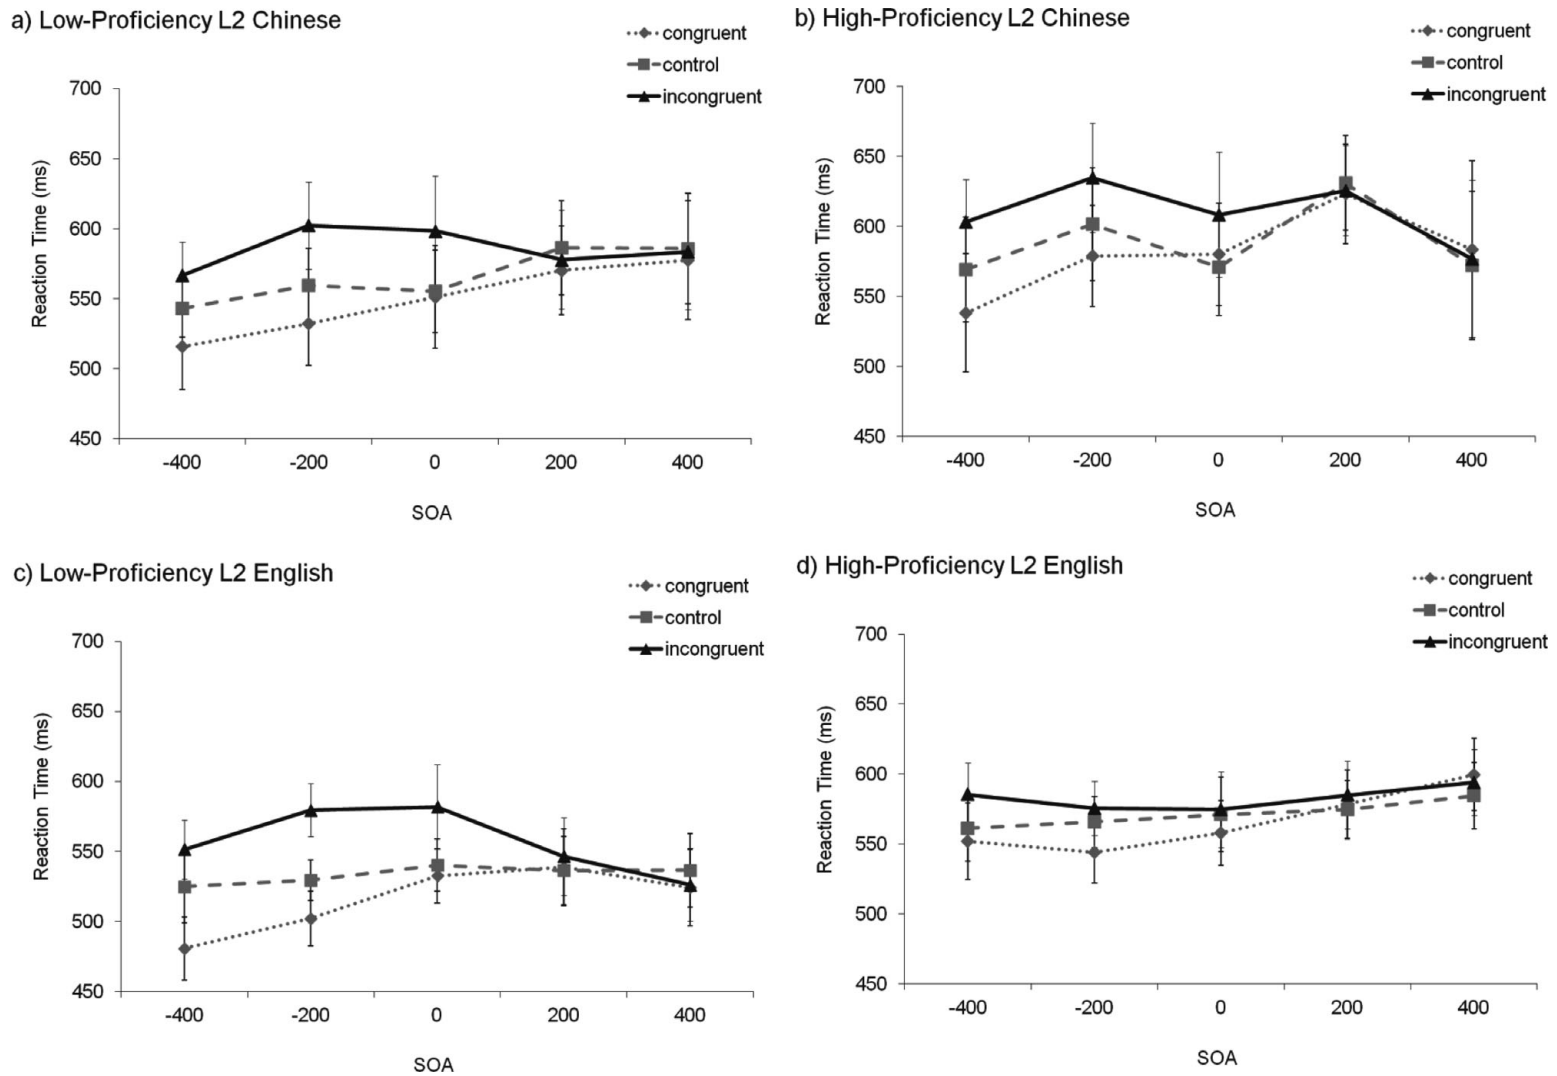 a) Low-Proficiency L2 Chinese
congruent
control
incongruent
700
650
600
550
500
450
Reaction Time (ms)
-400 -200 0 200 400
SOA
b) High-Proficiency L2 Chinese
congruent
control
incongruent
700
650
600
550
500
450
Reaction Time (ms)
-400 -200 0 200 400
SOA
c) Low-Proficiency L2 English
congruent
control
incongruent
700
650
600
550
500
450
Reaction Time (ms)
-400 -200 0 200 400
SOA
d) High-Proficiency L2 English
congruent
control
incongruent
700
650
600
550
500
450
Reaction Time (ms)
-400 -200 0 200 400
SOA